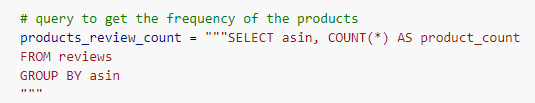 # query to get the frequency of the products
products_review_count = """SELECT asin, COUNT(*) AS product_count
FROM reviews
GROUP BY asin
"""